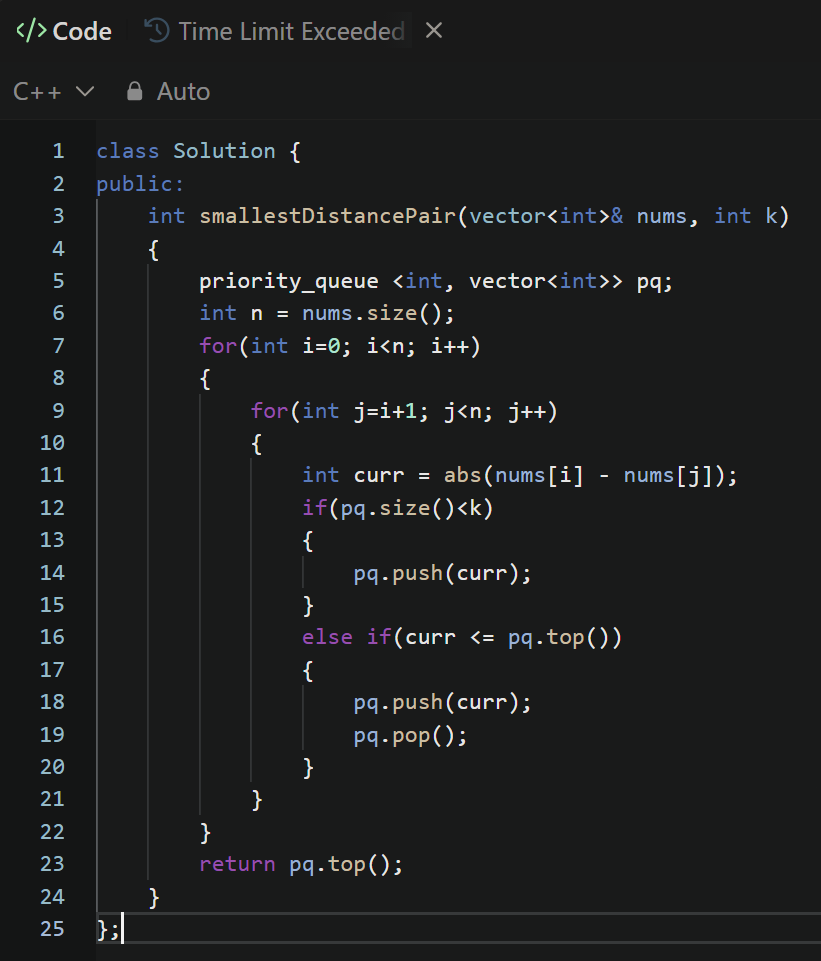 </> Code Time Limit Exceeded ×
C++ Auto
1 class Solution {
2 public:
3     int smallestDistancePair(vector<int>& nums, int k)
4     {
5         priority_queue <int, vector<int>> pq;
6         int n = nums.size();
7         for(int i=0; i<n; i++)
8         {
9             for(int j=i+1; j<n; j++)
10             {
11                 int curr = abs(nums[i] - nums[j]);
12                 if(pq.size()<k)
13                 {
14                     pq.push(curr);
15                 }
16                 else if(curr <= pq.top())
17                 {
18                     pq.push(curr);
19                     pq.pop();
20                 }
21             }
22         }
23         return pq.top();
24     }
25 };